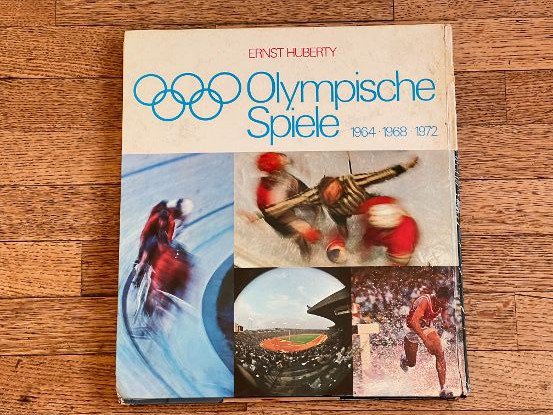 ERNST HUBERTY
Olympische
Spiele 1964 · 1968 · 1972